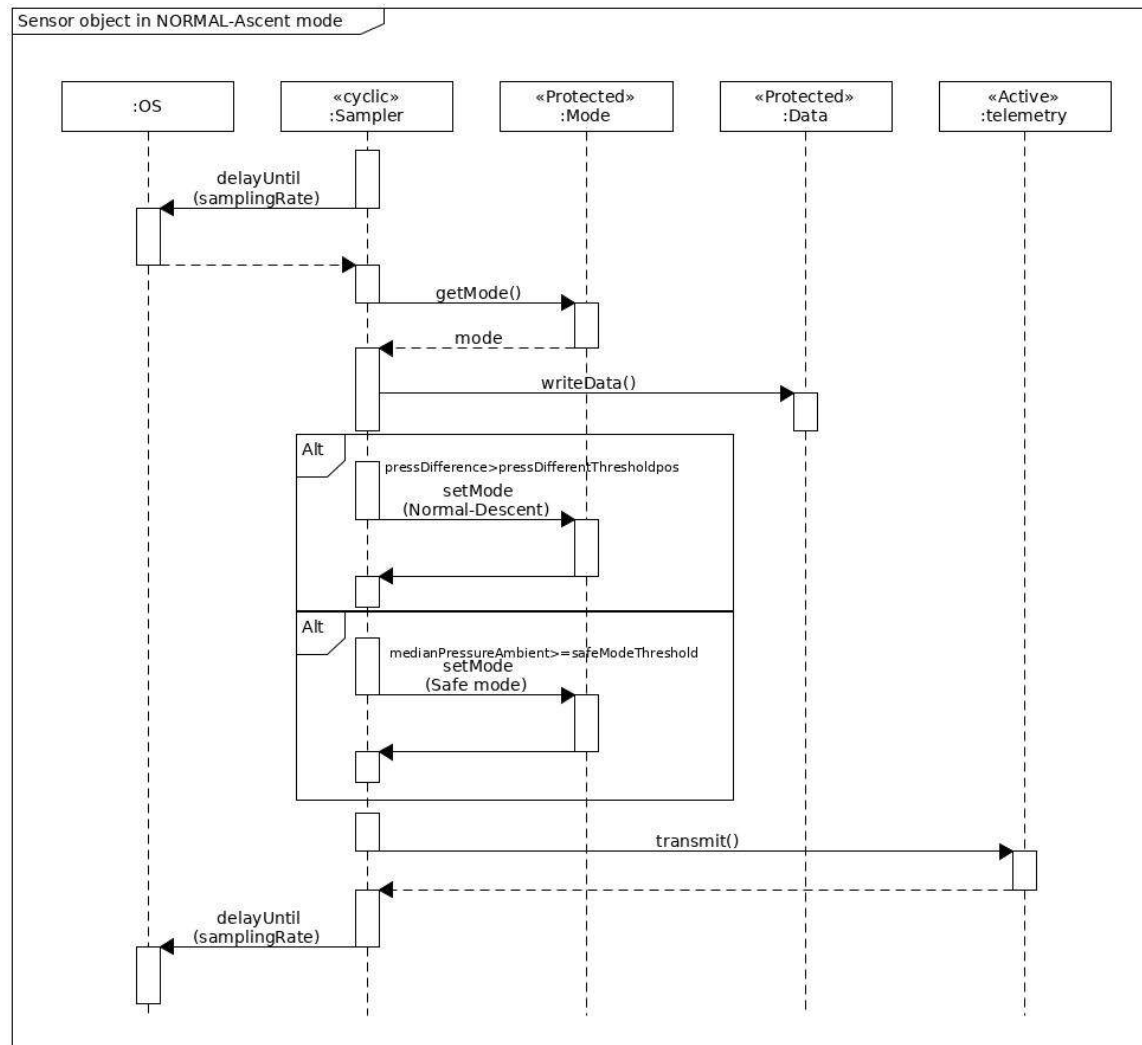 Sensor object in NORMAL-Ascent mode
:OS
«cyclic»
:Sampler
«Protected»
:Mode
«Protected»
:Data
«Active»
:telemetry
delayUntil
(samplingRate)
getMode()
mode
writeData()
Alt
pressDifference>pressDifferentThresholdpos
setMode
(Normal-Descent)
Alt
medianPressureAmbient>=safeModeThreshold
setMode
(Safe mode)
transmit()
delayUntil
(samplingRate)